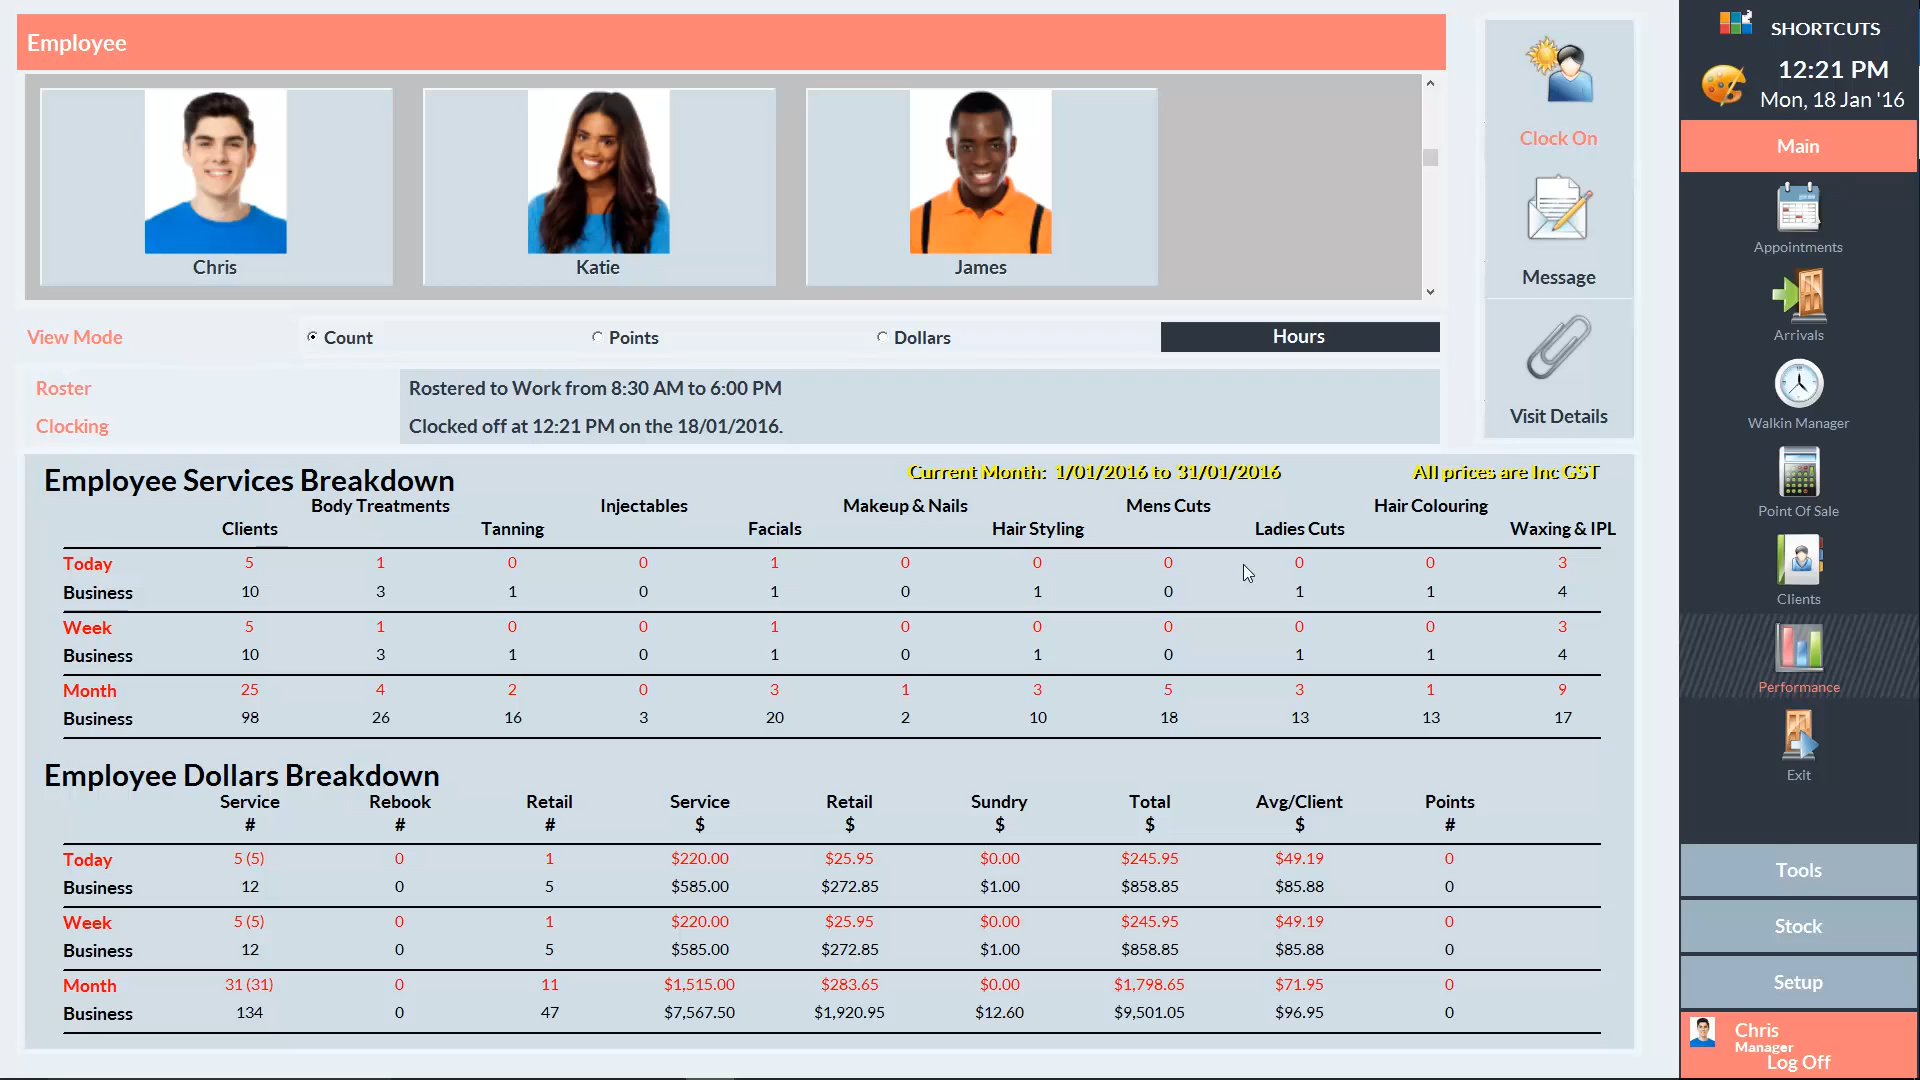 Employee
Chris
Katie
James
View Mode
Count
Points
Dollars
Hours
Roster
Rostered to Work from 8:30 AM to 6:00 PM
Clocking
Clocked off at 12:21 PM on the 18/01/2016.
Clock On
Message
Visit Details
Employee Services Breakdown
Current Month: 1/01/2016 to 31/01/2016
All prices are Inc GST
Clients Body Treatments Tanning Injectables Facials Makeup & Nails Hair Styling Mens Cuts Ladies Cuts Hair Colouring Waxing & IPL
Today 5 1 0 0 1 0 0 0 0 0 3
Business 10 3 1 0 1 0 1 0 1 1 4
Week 5 1 0 0 1 0 0 0 0 0 3
Business 10 3 1 0 1 0 1 0 1 1 4
Month 25 4 2 0 3 1 3 5 3 1 9
Business 98 26 16 3 20 2 10 18 13 13 17
Employee Dollars Breakdown
Service Rebook Retail Service Retail Sundry Total Avg/Client Points
# # # $ $ $ $ $ #
Today 5 (5) 0 1 $220.00 $25.95 $0.00 $245.95 $49.19 0
Business 12 0 5 $585.00 $272.85 $1.00 $858.85 $85.88 0
Week 5 (5) 0 1 $220.00 $25.95 $0.00 $245.95 $49.19 0
Business 12 0 5 $585.00 $272.85 $1.00 $858.85 $85.88 0
Month 31 (31) 0 11 $1,515.00 $283.65 $0.00 $1,798.65 $71.95 0
Business 134 0 47 $7,567.50 $1,920.95 $12.60 $9,501.05 $96.95 0
SHORTCUTS
12:21 PM
Mon, 18 Jan '16
Main
Appointments
Arrivals
Walkin Manager
Point Of Sale
Clients
Performance
Exit
Tools
Stock
Setup
Chris
Manager
Log Off